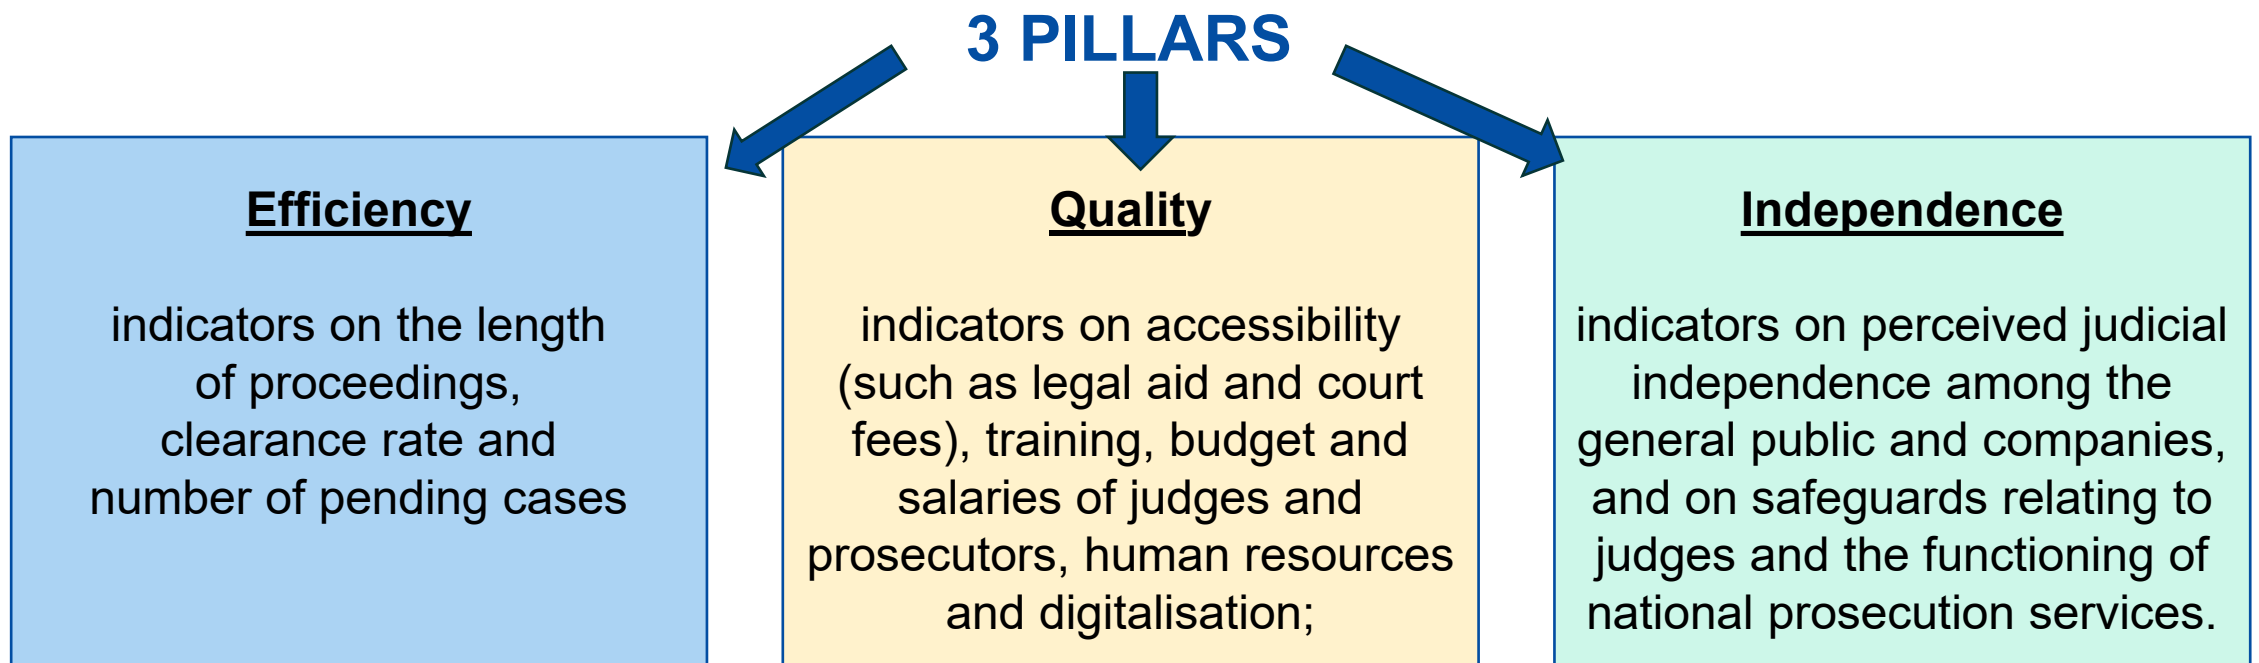 3 PILLARS
Efficiency
indicators on the length
of proceedings,
clearance rate and
number of pending cases
Quality
indicators on accessibility
(such as legal aid and court
fees), training, budget and
salaries of judges and
prosecutors, human resources
and digitalisation;
Independence
indicators on perceived judicial
independence among the
general public and companies,
and on safeguards relating to
judges and the functioning of
national prosecution services.